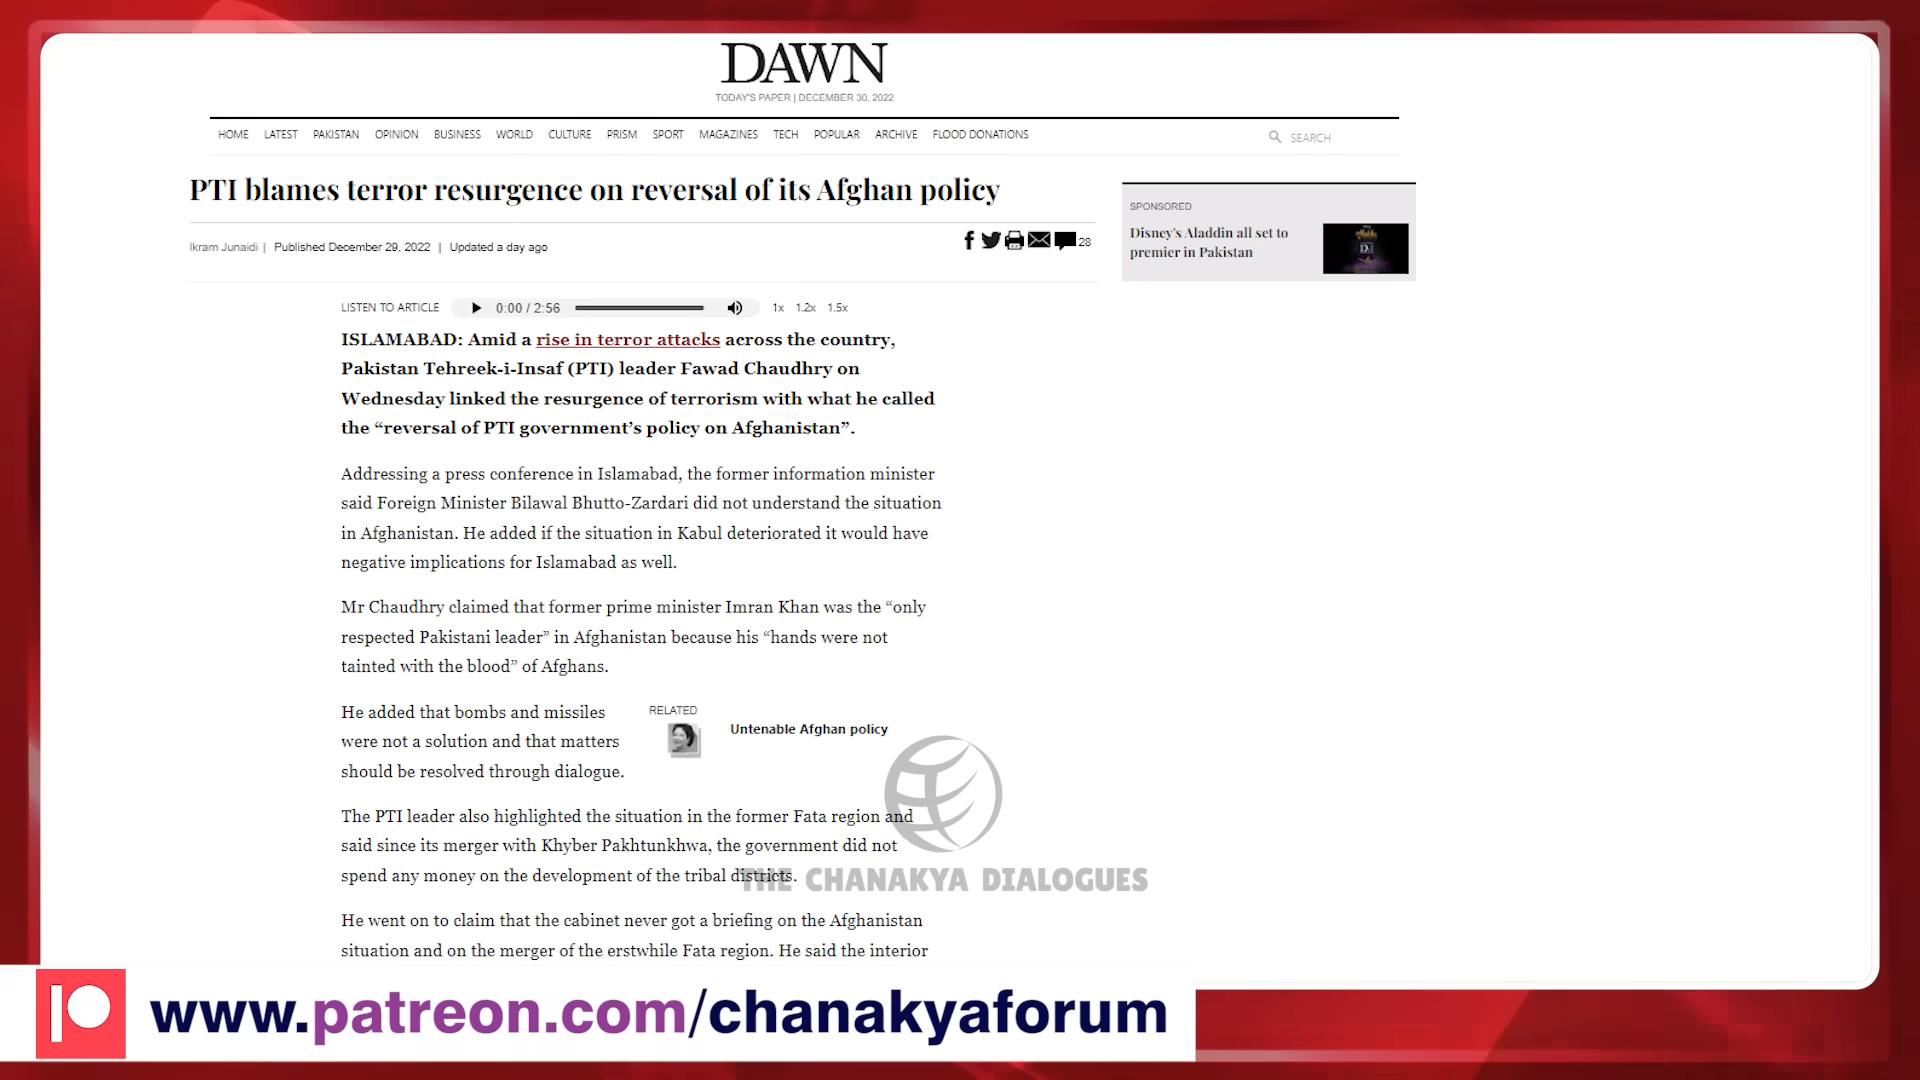 DAWN
TODAY'S PAPER | DECEMBER 30, 2022
HOME LATEST PAKISTAN OPINION BUSINESS WORLD CULTURE PRISM SPORT MAGAZINES TECH POPULAR ARCHIVE FLOOD DONATIONS SEARCH
PTI blames terror resurgence on reversal of its Afghan policy
Ikram Junaidi | Published December 29, 2022 | Updated a day ago
28
SPONSORED
Disney's Aladdin all set to
premier in Pakistan
LISTEN TO ARTICLE 0:00 / 2:56 1x 1.2x 1.5x
ISLAMABAD: Amid a rise in terror attacks across the country,
Pakistan Tehreek-i-Insaf (PTI) leader Fawad Chaudhry on
Wednesday linked the resurgence of terrorism with what he called
the “reversal of PTI government’s policy on Afghanistan”.
Addressing a press conference in Islamabad, the former information minister
said Foreign Minister Bilawal Bhutto-Zardari did not understand the situation
in Afghanistan. He added if the situation in Kabul deteriorated it would have
negative implications for Islamabad as well.
Mr Chaudhry claimed that former prime minister Imran Khan was the “only
respected Pakistani leader” in Afghanistan because his “hands were not
tainted with the blood” of Afghans.
He added that bombs and missiles
were not a solution and that matters
should be resolved through dialogue.
RELATED
Untenable Afghan policy
The PTI leader also highlighted the situation in the former Fata region and
said since its merger with Khyber Pakhtunkhwa, the government did not
spend any money on the development of the tribal districts.
THE CHANAKYA DIALOGUES
He went on to claim that the cabinet never got a briefing on the Afghanistan
situation and on the merger of the erstwhile Fata region. He said the interior
www.patreon.com/chanakyaforum